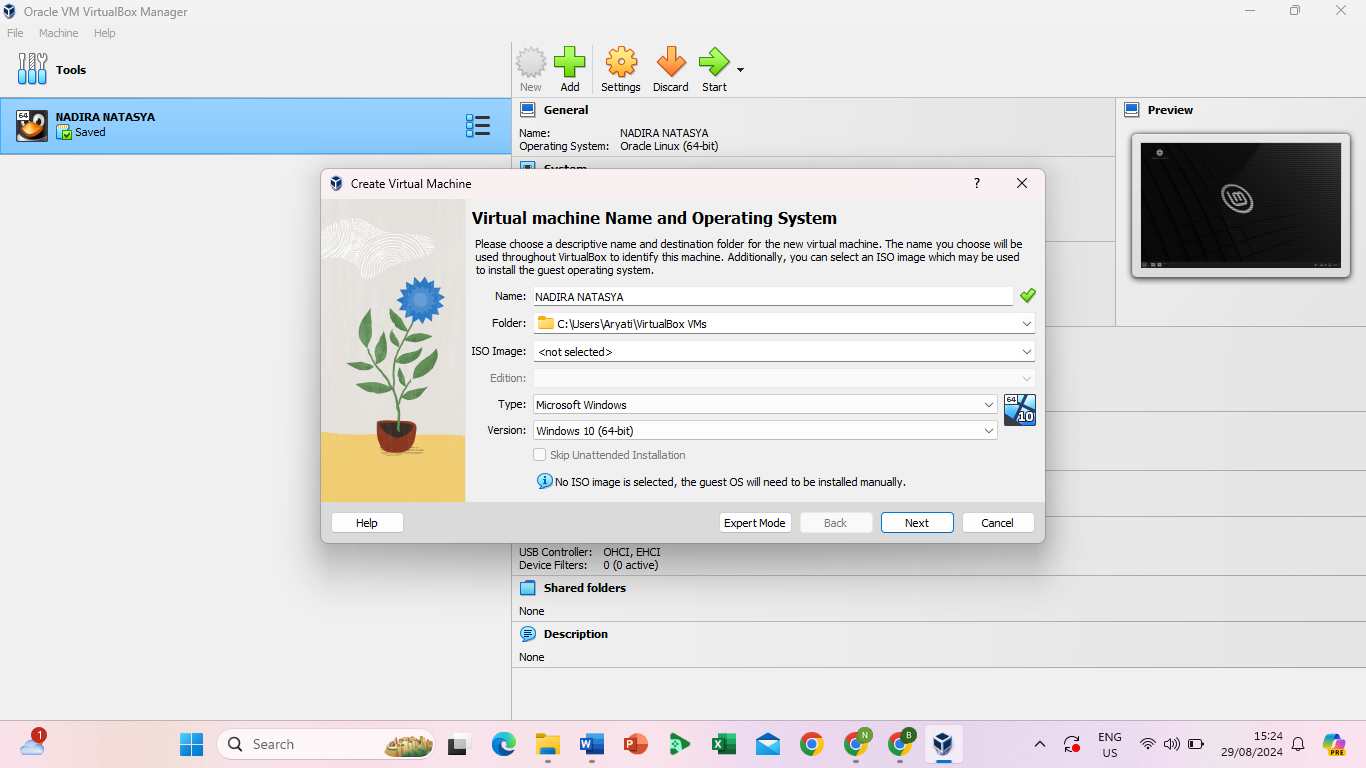 Oracle VM VirtualBox Manager
File Machine Help
Tools
New Add Settings Discard Start
64
NADIRA NATASYA
Saved
General
Name: NADIRA NATASYA
Operating System: Oracle Linux (64-bit)
Preview
Create Virtual Machine
?
Virtual machine Name and Operating System
Please choose a descriptive name and destination folder for the new virtual machine. The name you choose will be
used throughout VirtualBox to identify this machine. Additionally, you can select an ISO image which may be used
to install the guest operating system.
Name: NADIRA NATASYA
Folder: C:\Users\Aryati\VirtualBox VMs
ISO Image: <not selected>
Edition:
Type: Microsoft Windows
64
10
Version: Windows 10 (64-bit)
Skip Unattended Installation
No ISO image is selected, the guest OS will need to be installed manually.
Help Expert Mode Back Next Cancel
USB Controller: OHCI, EHCI
Device Filters: 0 (0 active)
Shared folders
None
Description
None
1
Search
N
B
ENG
US
15:24
29/08/2024
PRE